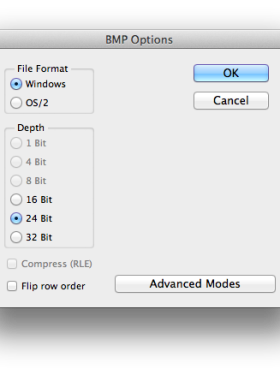 BMP Options
File Format
Windows
OS/2
OK
Cancel
Depth
1 Bit
4 Bit
8 Bit
16 Bit
24 Bit
32 Bit
Compress (RLE)
Flip row order
Advanced Modes